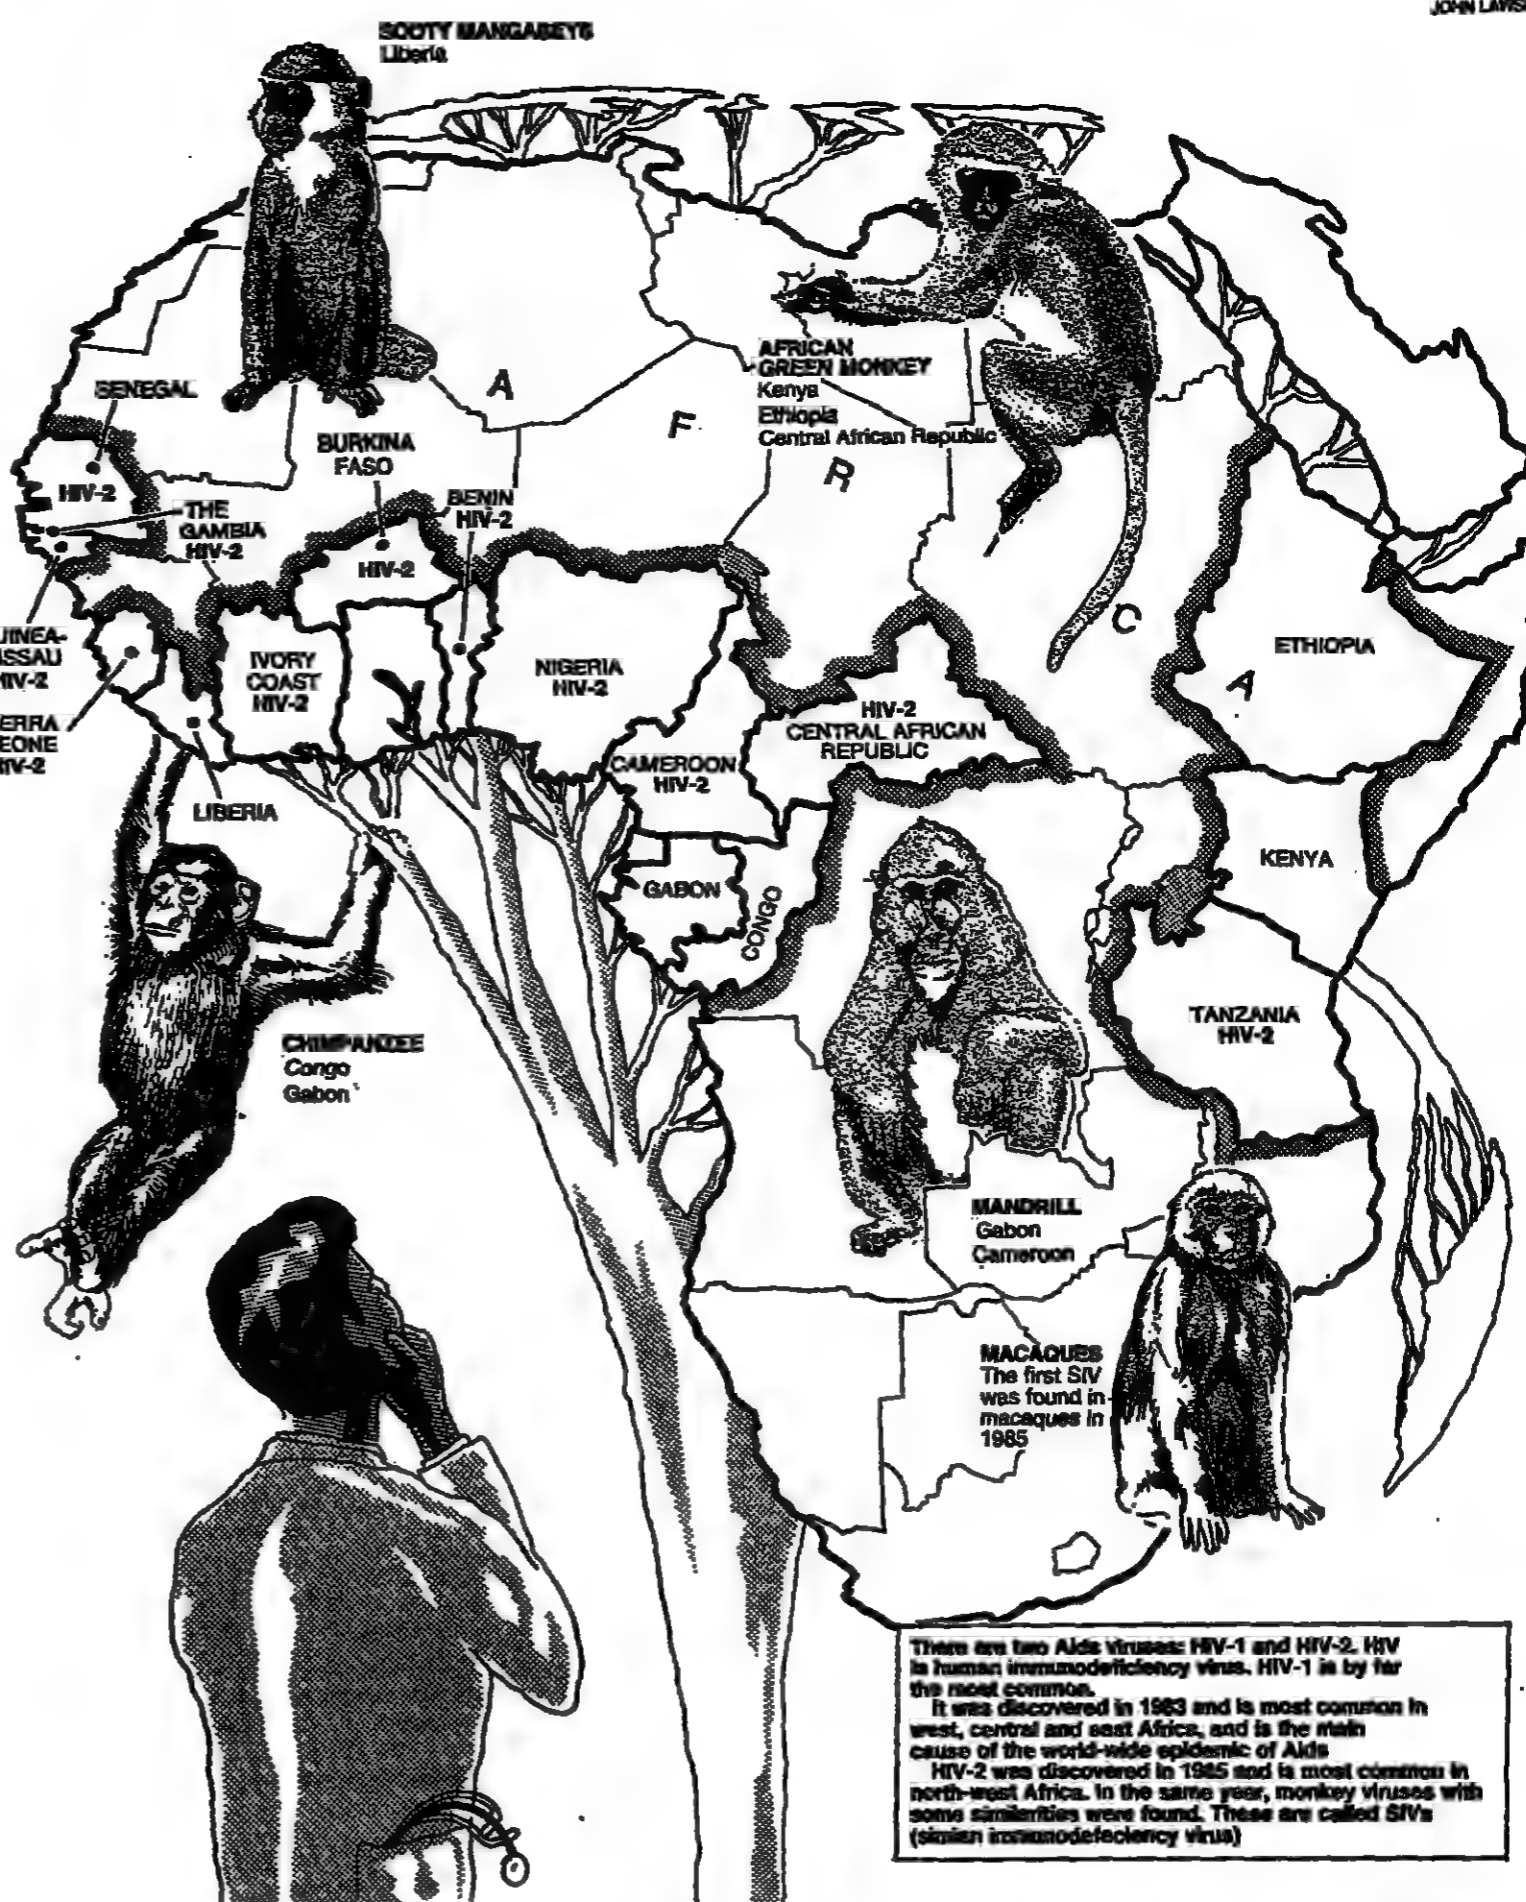 JOHN
SOOTY MANGABEYS
Liberia
AFRICAN
GREEN MONKEY
Kenya
Ethiopia
Central African Republic
A
F
R
I
C
A
SENEGAL
HIV-2
THE
GAMBIA
HIV-2
BURKINA
FASO
HIV-2
BENIN
HIV-2
HIV-2
HIV-2
LIBERIA
IVORY
COAST
HIV-2
NIGERIA
HIV-2
CAMEROON
HIV-2
HIV-2
CENTRAL AFRICAN
REPUBLIC
ETHIOPIA
KENYA
GABON
CONGO
TANZANIA
HIV-2
CHIMPANZEE
Congo
Gabon
MANDRILL
Gabon
Cameroon
MACAQUES
The first SIV
was found in
macaques in
1985
There are two Aids viruses: HIV-1 and HIV-2. HIV
is human immunodeficiency virus. HIV-1 is by far
the most common.
It was discovered in 1983 and is most common in
west, central and east Africa, and is the main
cause of the world-wide epidemic of Aids
HIV-2 was discovered in 1985 and is most common in
north-west Africa. In the same year, monkey viruses with
some similarities were found. These are called SIVs
(simian immunodefeciency virus)